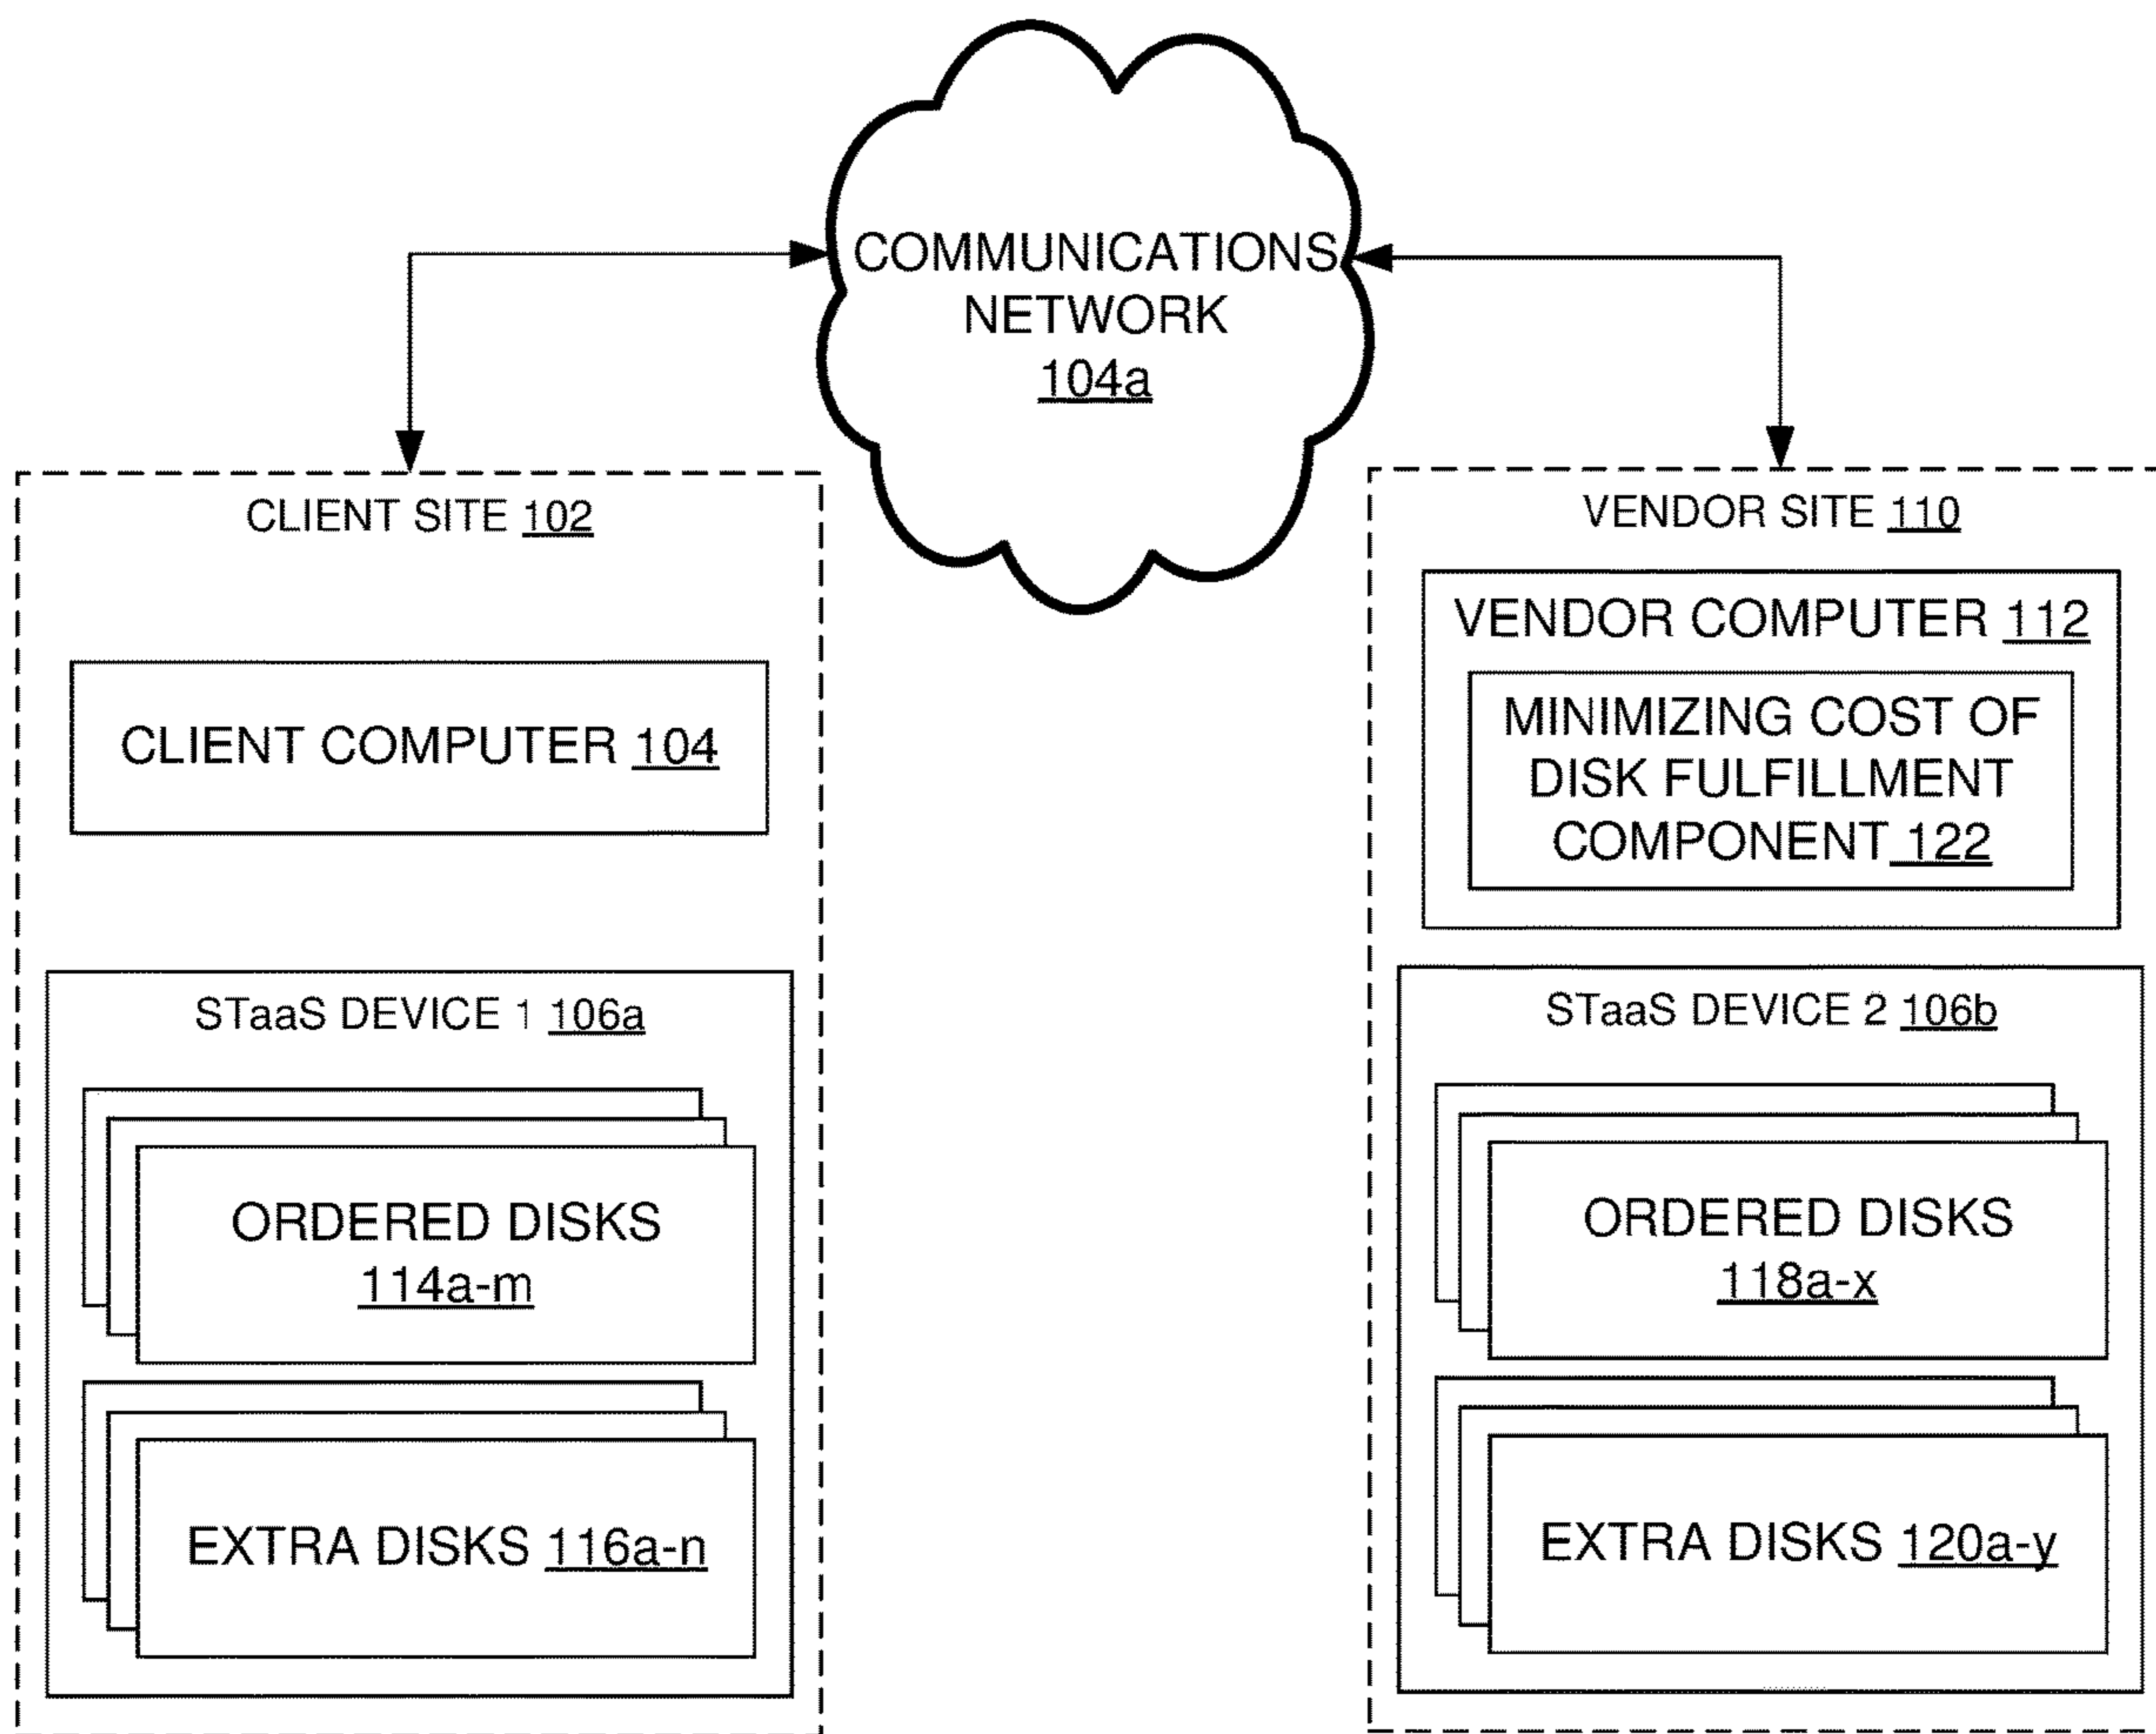 COMMUNICATIONS
NETWORK
104a
CLIENT SITE 102
CLIENT COMPUTER 104
STaaS DEVICE 1 106a
ORDERED DISKS
114a-m
EXTRA DISKS 116a-n
VENDOR SITE 110
VENDOR COMPUTER 112
MINIMIZING COST OF
DISK FULFILLMENT
COMPONENT 122
STaaS DEVICE 2 106b
ORDERED DISKS
118a-x
EXTRA DISKS 120a-y